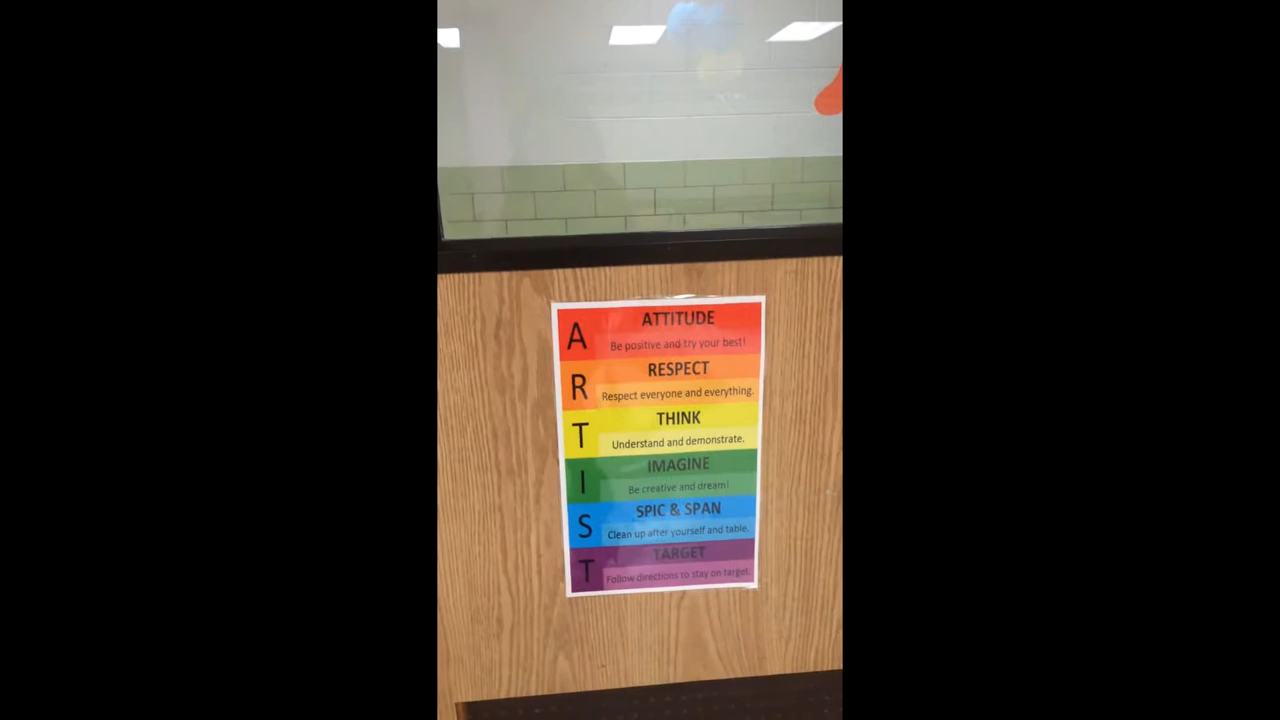 A
ATTITUDE
Be positive and try your best!
R
RESPECT
Respect everyone and everything.
T
THINK
Understand and demonstrate.
I
IMAGINE
Be creative and dream!
S
SPIC & SPAN
Clean up after yourself and table.
T
TARGET
Follow directions to stay on target.